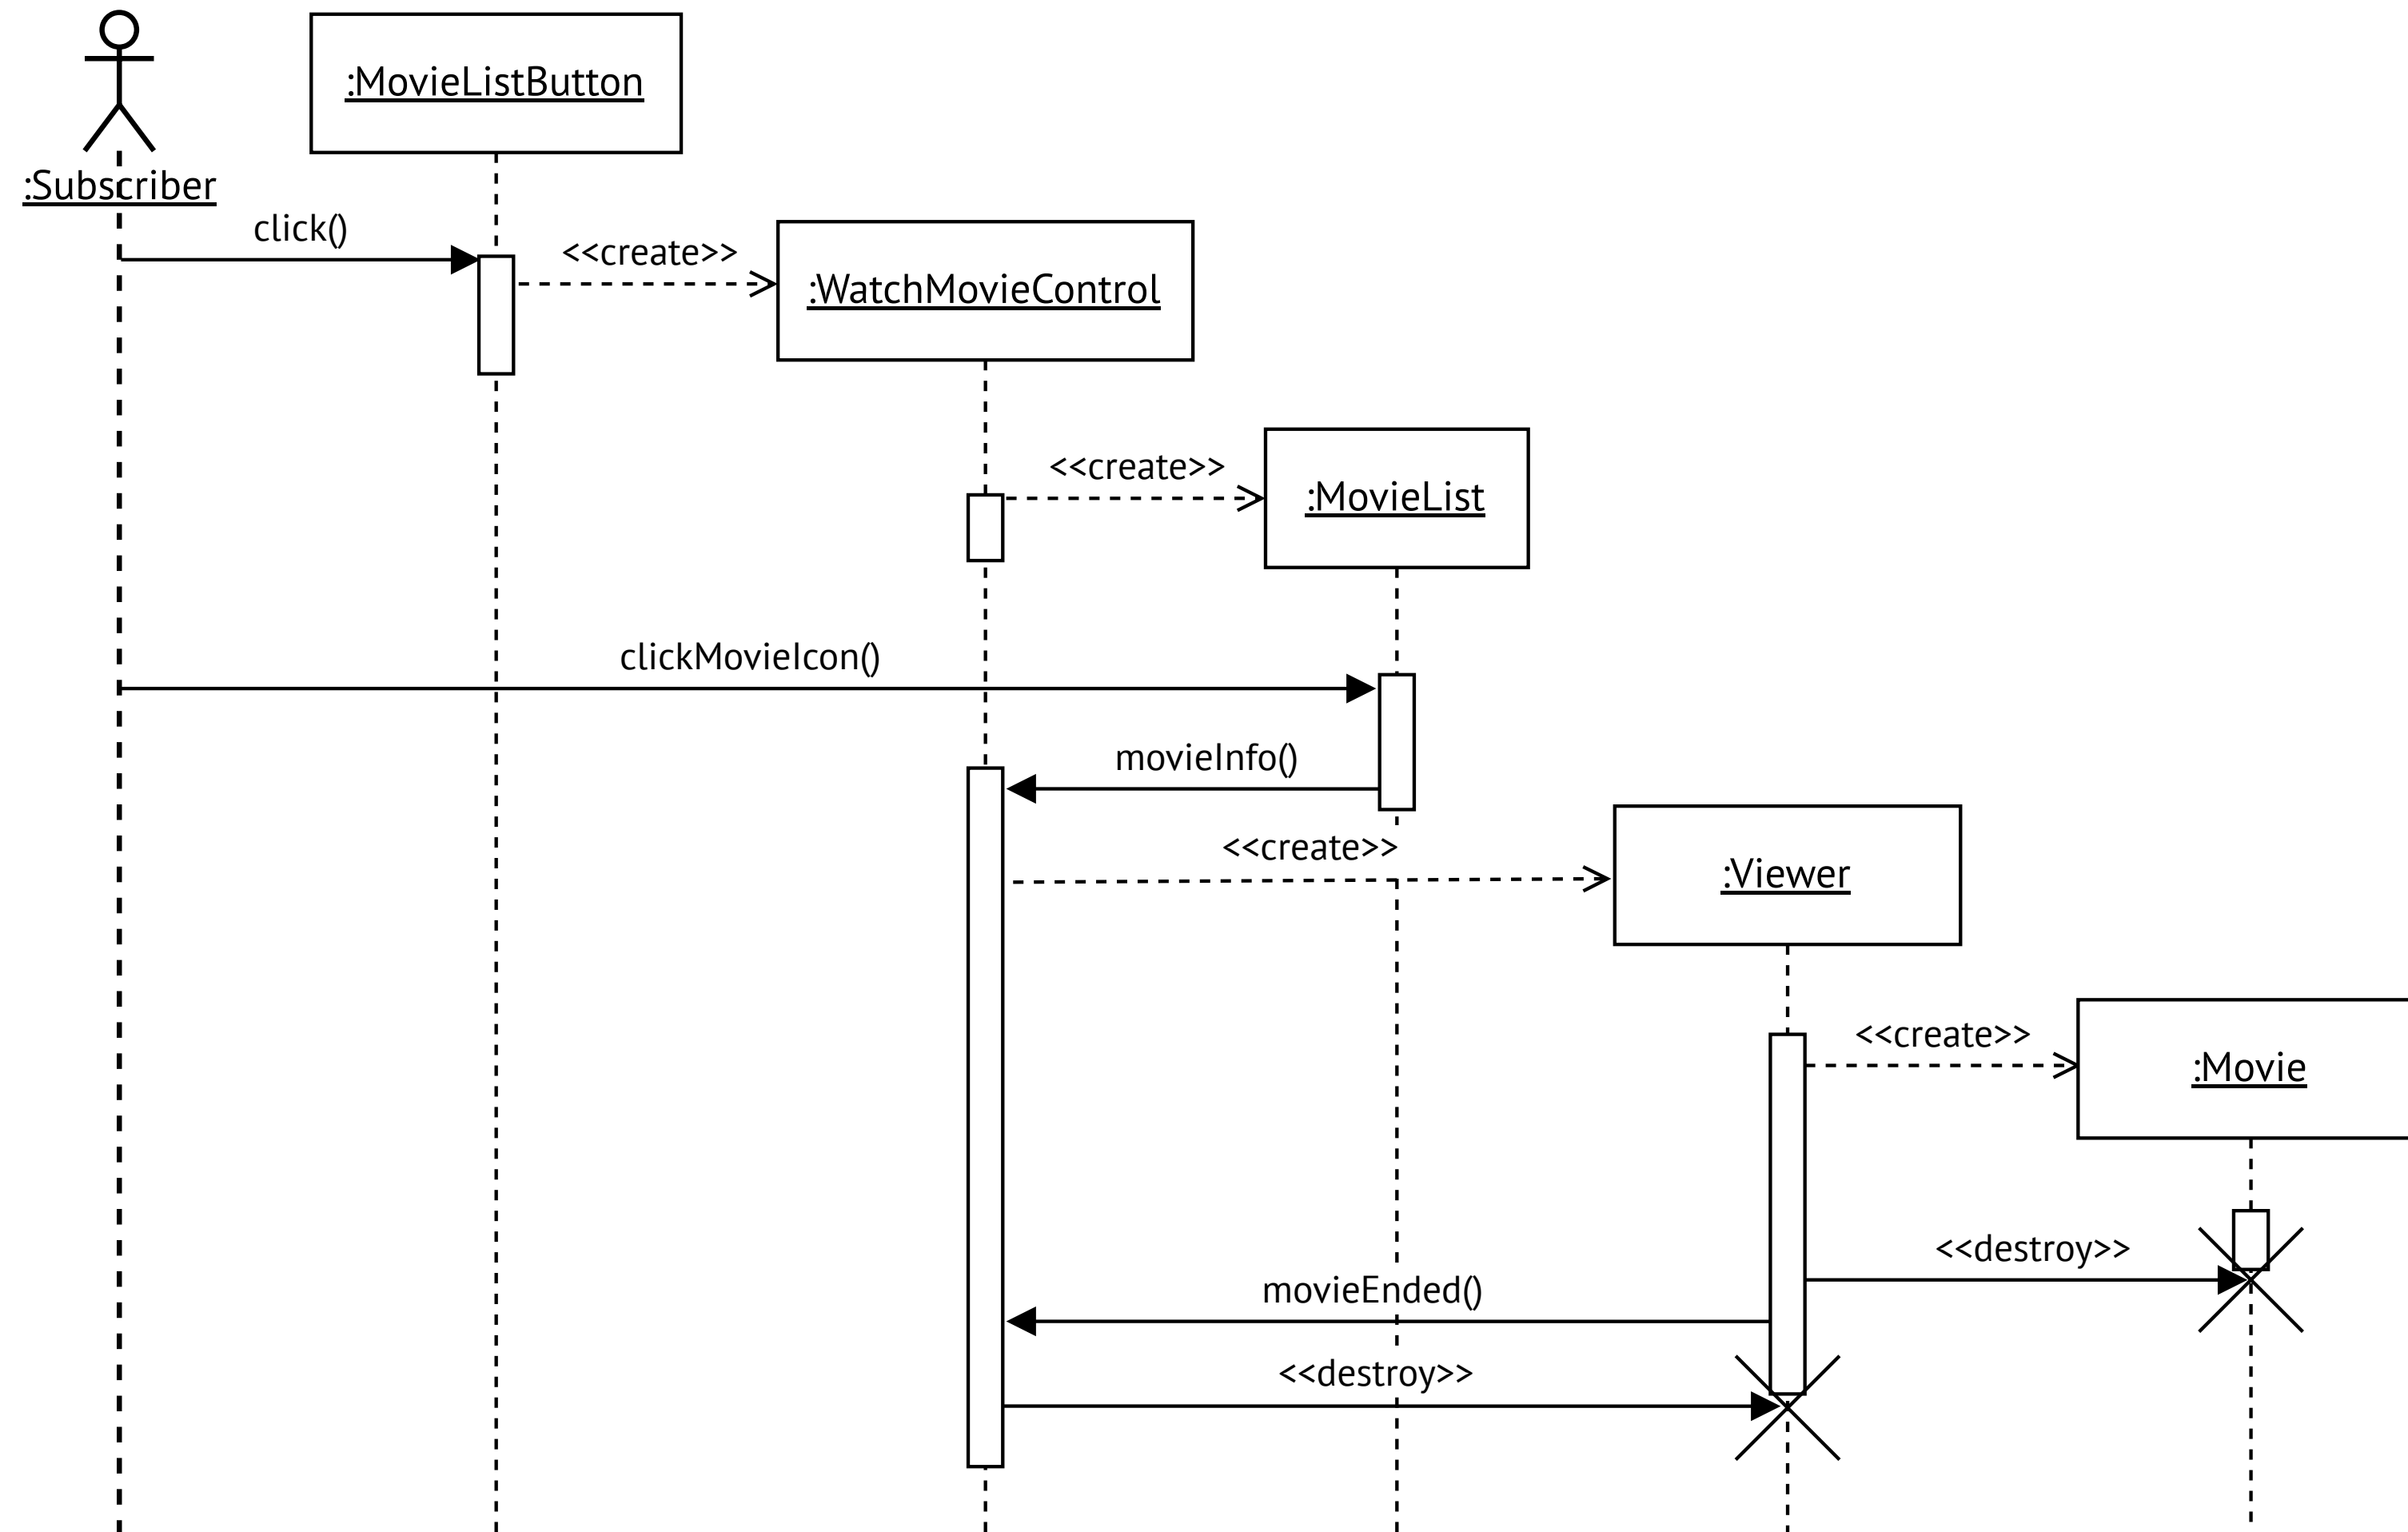 :MovieListButton
:Subscriber
click()
<<create>>
:WatchMovieControl
<<create>>
:MovieList
clickMovieIcon()
movieInfo()
<<create>>
:Viewer
<<create>>
:Movie
<<destroy>>
movieEnded()
<<destroy>>